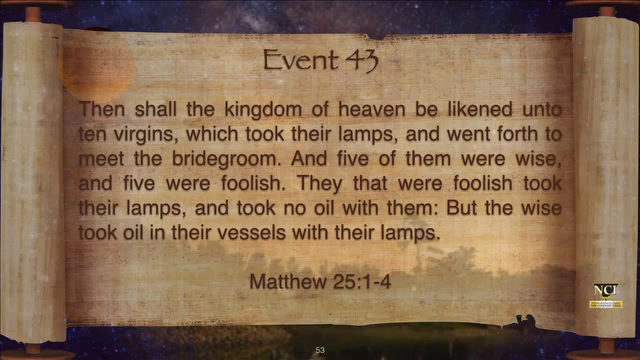 Event 43
Then shall the kingdom of heaven be likened unto
ten virgins, which took their lamps, and went forth to
meet the bridegroom. And five of them were wise,
and five were foolish. They that were foolish took
their lamps, and took no oil with them: But the wise
took oil in their vessels with their lamps.
Matthew 25:1-4
NCI
53